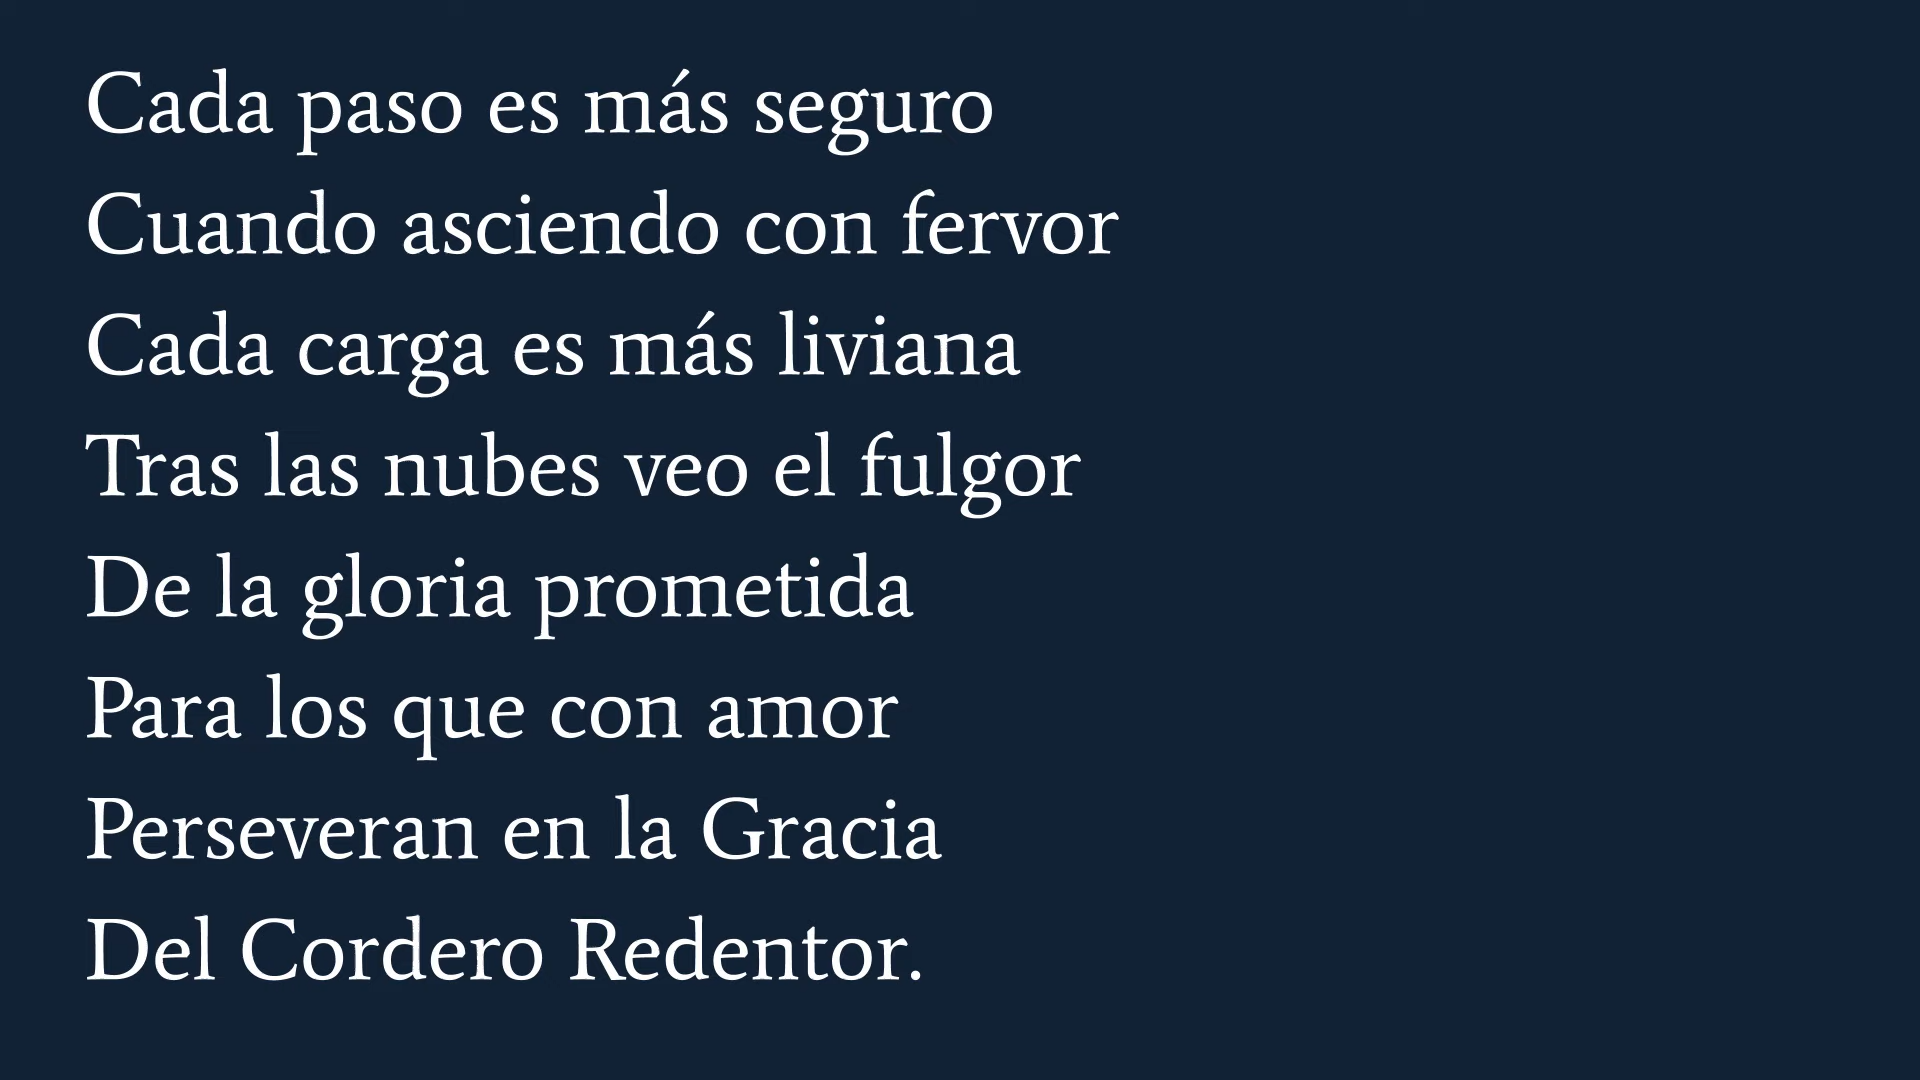 Cada paso es más seguro
Cuando asciendo con fervor
Cada carga es más liviana
Tras las nubes veo el fulgor
De la gloria prometida
Para los que con amor
Perseveran en la Gracia
Del Cordero Redentor.